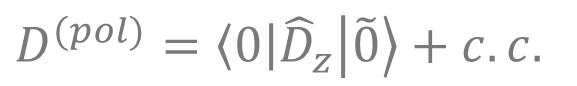 D^{(pol)} = ⟨0|D̂_z|0̃⟩ + c.c.